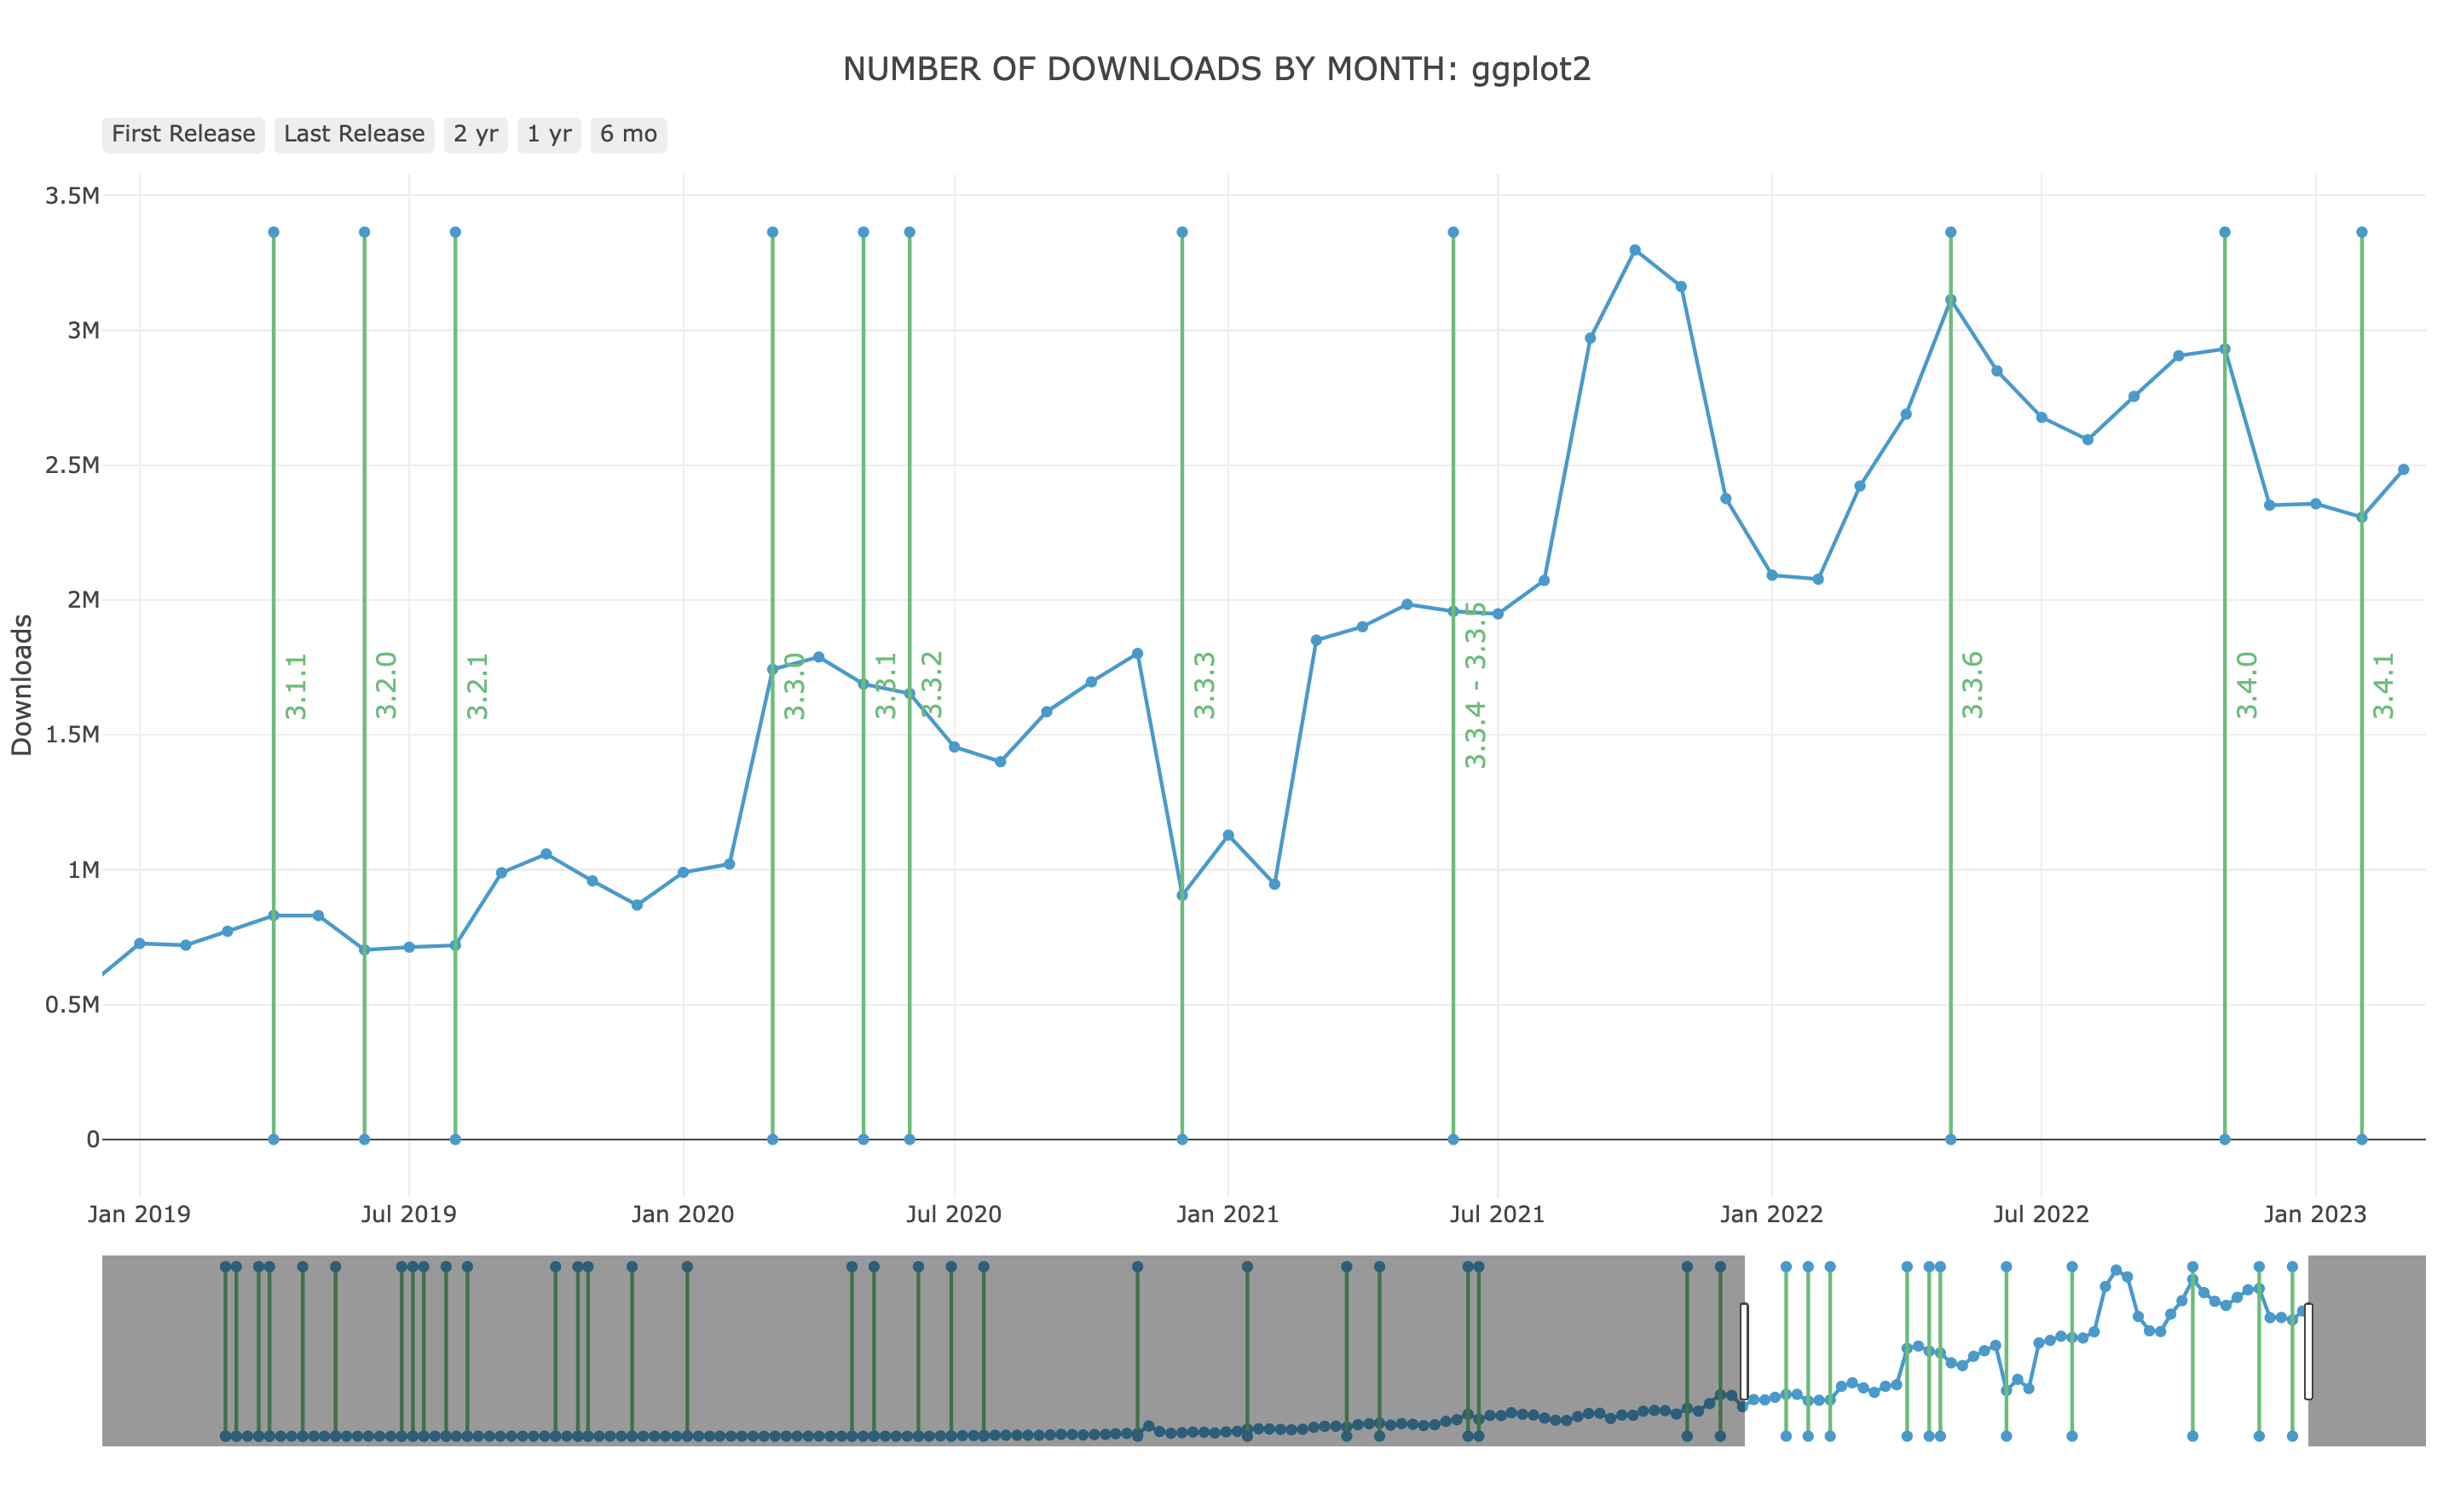 NUMBER OF DOWNLOADS BY MONTH: ggplot2
First Release Last Release 2 yr 1 yr 6 mo
Downloads
3.5M
3M
2.5M
2M
1.5M
1M
0.5M
0
3.1.1
3.2.0
3.2.1
3.3.0
3.3.1
3.3.2
3.3.3
3.3.4 - 3.3.5
3.3.6
3.4.0
3.4.1
Jan 2019 Jul 2019 Jan 2020 Jul 2020 Jan 2021 Jul 2021 Jan 2022 Jul 2022 Jan 2023